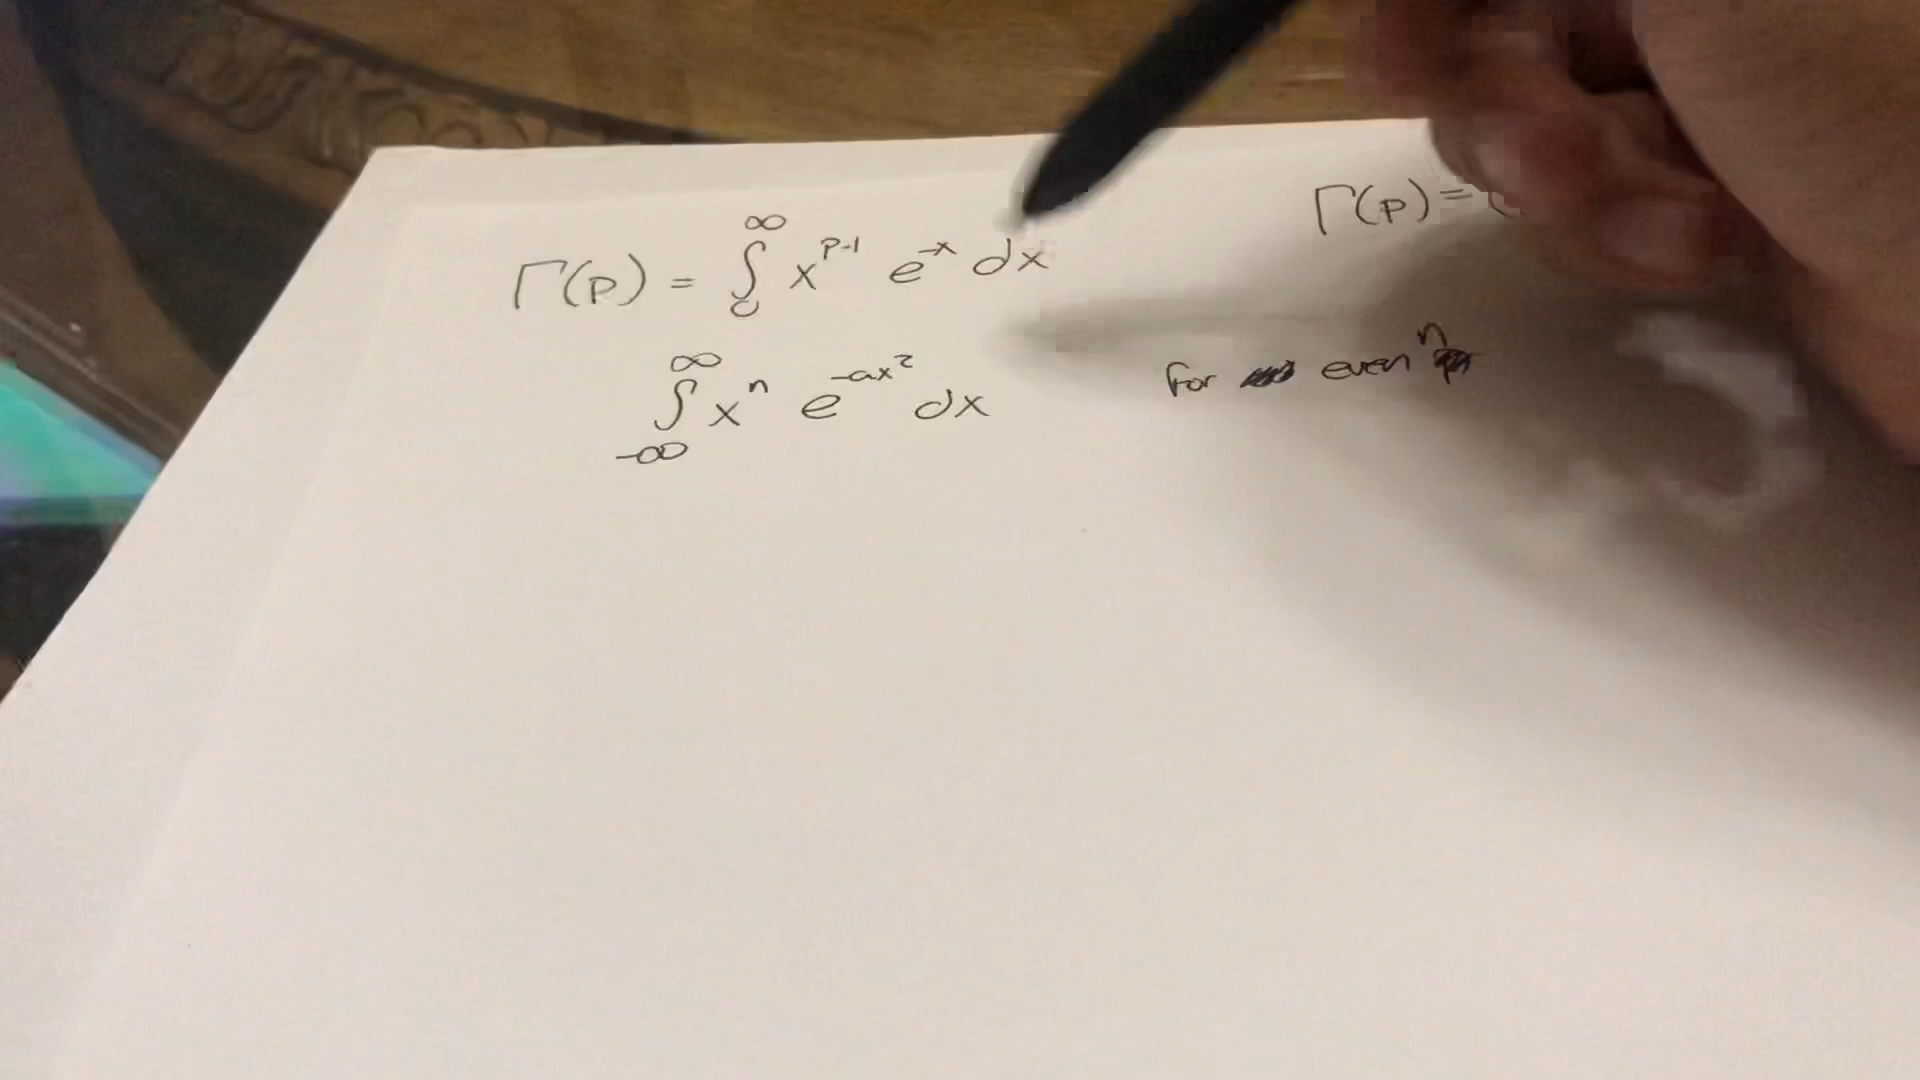 Γ(p) = ∫₀^∞ x^(p-1) e^(-x) dx
Γ(p) = (
∫_(-∞)^∞ x^n e^(-ax²) dx
for even n